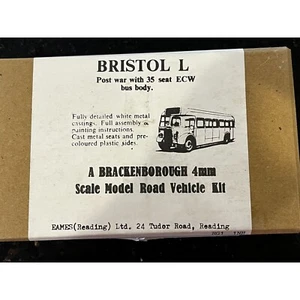 BRISTOL L
Post war with 35 seat ECW
bus body.
Fully detailed white metal
castings. Full assembly &
painting instructions.
Cast metal seats and pre-
coloured plastic sides.
A BRACKENBOROUGH 4mm
Scale Model Road Vehicle Kit
EAMES(Reading) Ltd. 24 Tudor Road, Reading